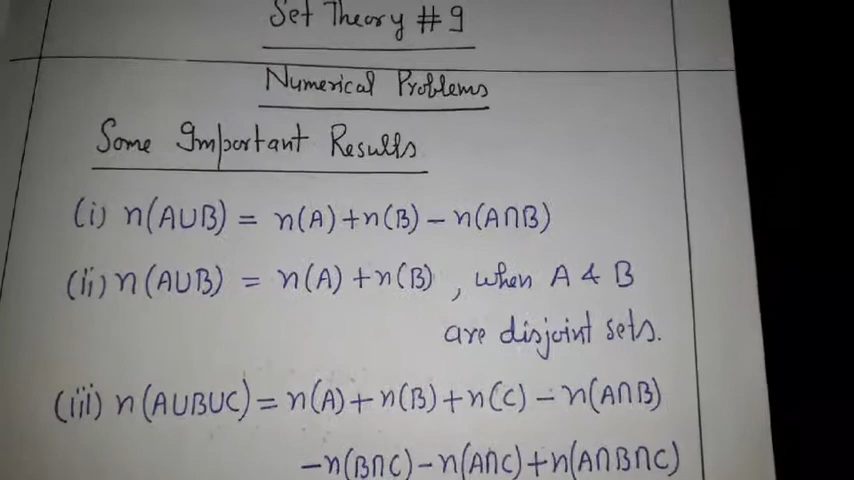 Set Theory #9
Numerical Problems
Some Important Results
(i) n(A∪B) = n(A)+n(B)-n(A∩B)
(ii) n(A∪B) = n(A)+n(B), when A & B
are disjoint sets.
(iii) n(A∪B∪C) = n(A)+n(B)+n(C)-n(A∩B)
-n(B∩C)-n(A∩C)+n(A∩B∩C)